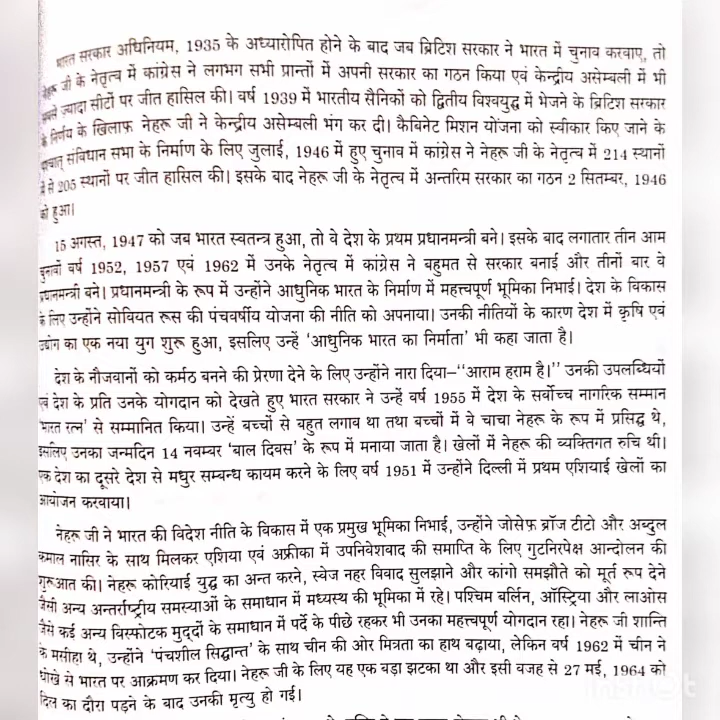 भारत सरकार अधिनियम, 1935 के अध्यारोपित होने के बाद जब ब्रिटिश सरकार ने भारत में चुनाव करवाए, तो
नेहरू जी के नेतृत्व में कांग्रेस ने लगभग सभी प्रान्तों में अपनी सरकार का गठन किया एवं केन्द्रीय असेम्बली में भी
सबसे ज़्यादा सीटों पर जीत हासिल की। वर्ष 1939 में भारतीय सैनिकों को द्वितीय विश्वयुद्ध में भेजने के ब्रिटिश सरकार
के निर्णय के खिलाफ़ नेहरू जी ने केन्द्रीय असेम्बली भंग कर दी। कैबिनेट मिशन योजना को स्वीकार किए जाने के
पश्चात् संविधान सभा के निर्माण के लिए जुलाई, 1946 में हुए चुनाव में कांग्रेस ने नेहरू जी के नेतृत्व में 214 स्थानों
में से 205 स्थानों पर जीत हासिल की। इसके बाद नेहरू जी के नेतृत्व में अन्तरिम सरकार का गठन 2 सितम्बर, 1946
को हुआ।
15 अगस्त, 1947 को जब भारत स्वतन्त्र हुआ, तो वे देश के प्रथम प्रधानमन्त्री बने। इसके बाद लगातार तीन आम
चुनावों वर्ष 1952, 1957 एवं 1962 में उनके नेतृत्व में कांग्रेस ने बहुमत से सरकार बनाई और तीनों बार वे
प्रधानमन्त्री बने। प्रधानमन्त्री के रूप में उन्होंने आधुनिक भारत के निर्माण में महत्त्वपूर्ण भूमिका निभाई। देश के विकास
के लिए उन्होंने सोवियत रूस की पंचवर्षीय योजना की नीति को अपनाया। उनकी नीतियों के कारण देश में कृषि एवं
उद्योग का एक नया युग शुरू हुआ, इसलिए उन्हें 'आधुनिक भारत का निर्माता' भी कहा जाता है।
देश के नौजवानों को कर्मठ बनने की प्रेरणा देने के लिए उन्होंने नारा दिया–"आराम हराम है।" उनकी उपलब्धियों
एवं देश के प्रति उनके योगदान को देखते हुए भारत सरकार ने उन्हें वर्ष 1955 में देश के सर्वोच्च नागरिक सम्मान
'भारत रत्न' से सम्मानित किया। उन्हें बच्चों से बहुत लगाव था तथा बच्चों में वे चाचा नेहरू के रूप में प्रसिद्ध थे,
इसलिए उनका जन्मदिन 14 नवम्बर 'बाल दिवस' के रूप में मनाया जाता है। खेलों में नेहरू की व्यक्तिगत रुचि थी।
एक देश का दूसरे देश से मधुर सम्बन्ध कायम करने के लिए वर्ष 1951 में उन्होंने दिल्ली में प्रथम एशियाई खेलों का
आयोजन करवाया।
नेहरू जी ने भारत की विदेश नीति के विकास में एक प्रमुख भूमिका निभाई, उन्होंने जोसेफ़ ब्रॉज टीटो और अब्दुल
कमाल नासिर के साथ मिलकर एशिया एवं अफ्रीका में उपनिवेशवाद की समाप्ति के लिए गुटनिरपेक्ष आन्दोलन की
शुरूआत की। नेहरू कोरियाई युद्ध का अन्त करने, स्वेज नहर विवाद सुलझाने और कांगो समझौते को मूर्त रूप देने
जैसी अन्य अन्तर्राष्ट्रीय समस्याओं के समाधान में मध्यस्थ की भूमिका में रहे। पश्चिम बर्लिन, ऑस्ट्रिया और लाओस
जैसे कई अन्य विस्फोटक मुद्दों के समाधान में पर्दे के पीछे रहकर भी उनका महत्त्वपूर्ण योगदान रहा। नेहरू जी शान्ति
के मसीहा थे, उन्होंने 'पंचशील सिद्धान्त' के साथ चीन की ओर मित्रता का हाथ बढ़ाया, लेकिन वर्ष 1962 में चीन ने
धोखे से भारत पर आक्रमण कर दिया। नेहरू जी के लिए यह एक बड़ा झटका था और इसी वजह से 27 मई, 1964 को
दिल का दौरा पड़ने के बाद उनकी मृत्यु हो गई।